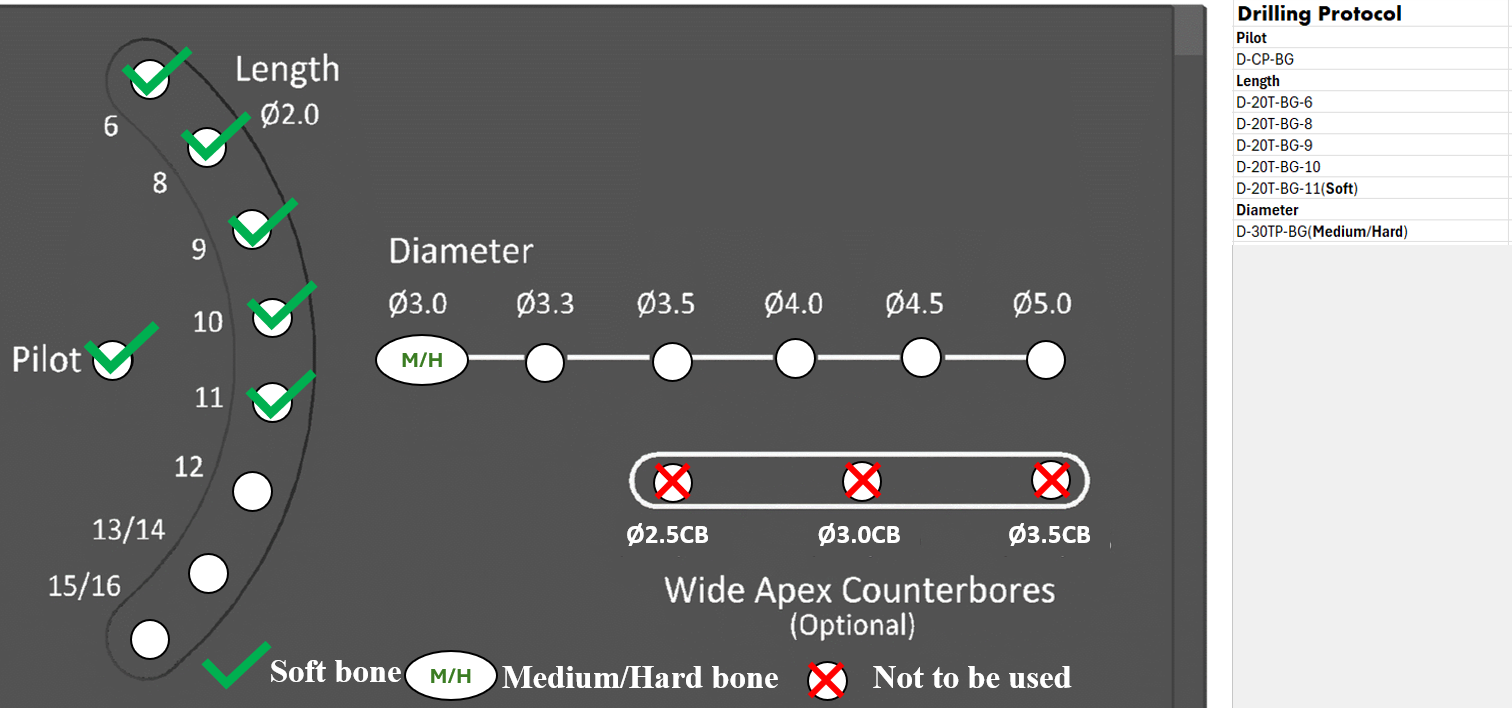 Length
Ø2.0
6
8
9
10
11
12
13/14
15/16
Pilot
Diameter
Ø3.0 Ø3.3 Ø3.5 Ø4.0 Ø4.5 Ø5.0
M/H
Ø2.5CB Ø3.0CB Ø3.5CB
Wide Apex Counterbores
(Optional)
Soft bone M/H Medium/Hard bone Not to be used
Drilling Protocol
Pilot
D-CP-BG
Length
D-20T-BG-6
D-20T-BG-8
D-20T-BG-9
D-20T-BG-10
D-20T-BG-11(Soft)
Diameter
D-30TP-BG(Medium/Hard)